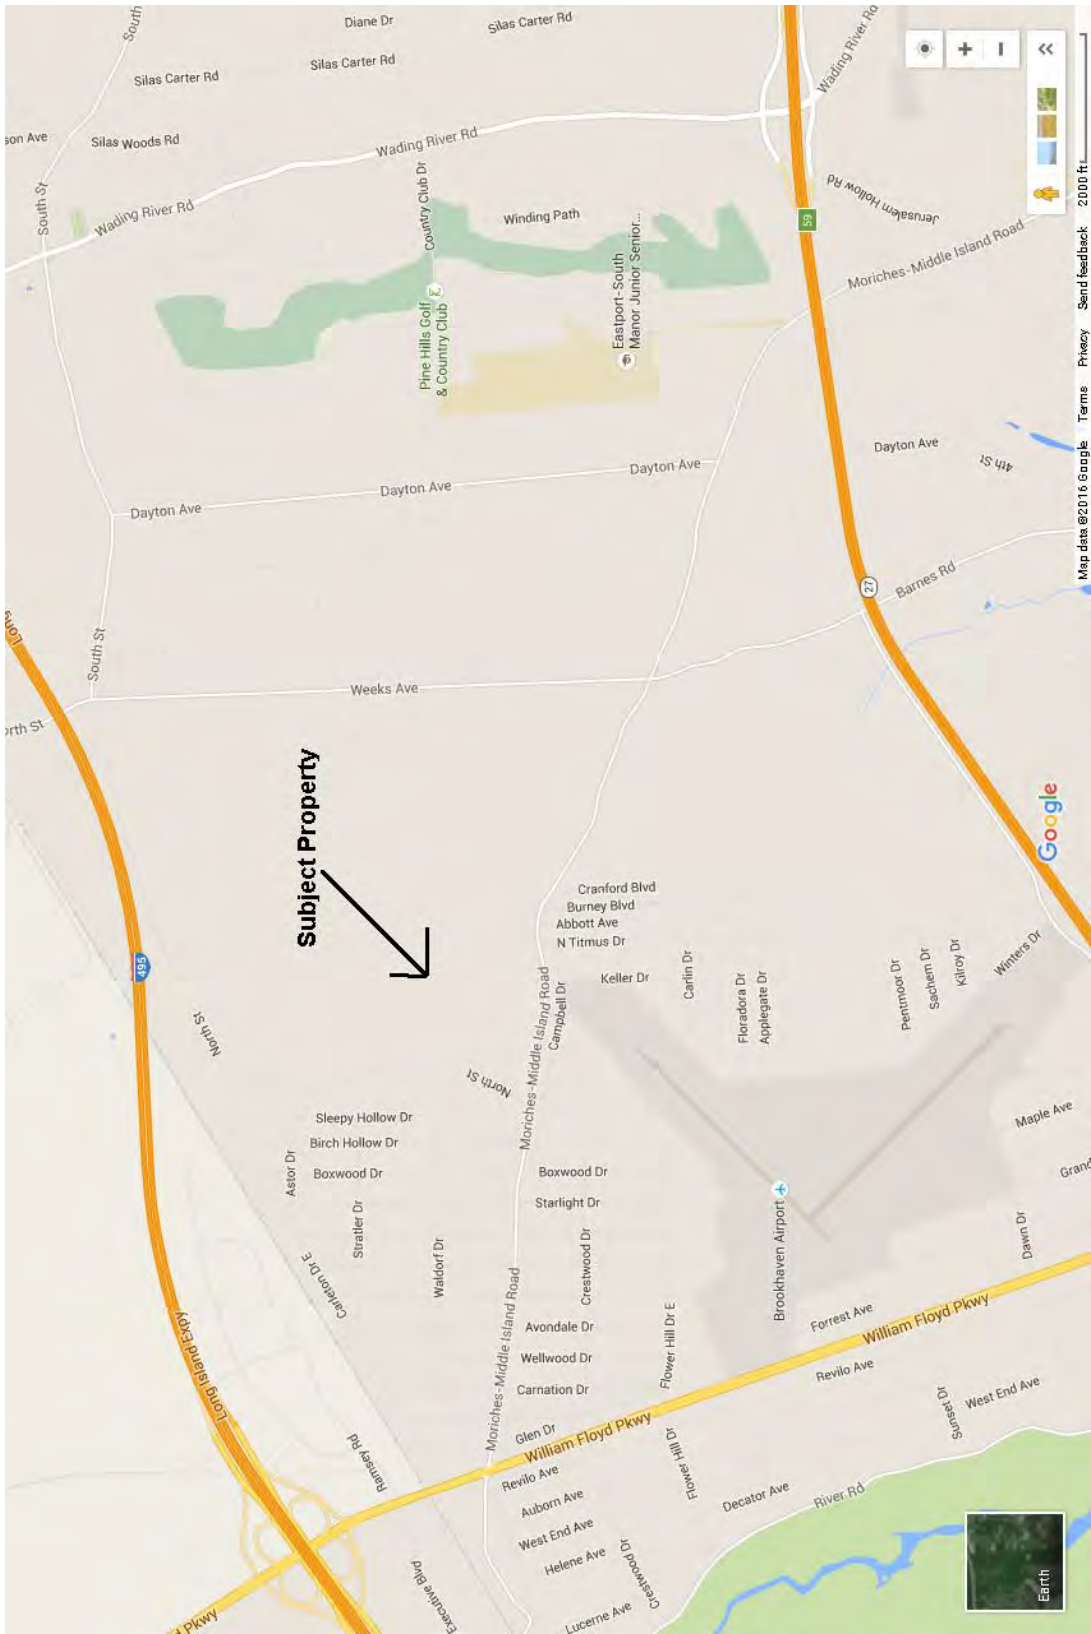 South
Diane Dr
Silas Carter Rd
Silas Carter Rd
Silas Carter Rd
Wading River Rd
son Ave
Silas Woods Rd
Wading River Rd
South St
Wading River Rd
Country Club Dr
Winding Path
Jerusalem Hollow Rd
59
Moriches-Middle Island Road
Pine Hills Golf
& Country Club
Eastport-South
Manor Junior Senior...
Dayton Ave
Dayton Ave
Dayton Ave
Dayton Ave
4th St
Long
South St
Weeks Ave
27
Barnes Rd
orth St
Subject Property
495
North St
North St
Cranford Blvd
Burney Blvd
Abbott Ave
N Titmus Dr
Keller Dr
Campbell Dr
Moriches-Middle Island Road
Carlin Dr
Floradora Dr
Applegate Dr
Pentmoor Dr
Sachem Dr
Kilroy Dr
Winters Dr
Google
Sleepy Hollow Dr
Birch Hollow Dr
Boxwood Dr
Astor Dr
Stratler Dr
Waldorf Dr
Carleton Dr E
Boxwood Dr
Starlight Dr
Crestwood Dr
Avondale Dr
Wellwood Dr
Carnation Dr
Glen Dr
Moriches-Middle Island Road
Flower Hill Dr E
Brookhaven Airport
Maple Ave
Grand
Dawn Dr
Forrest Ave
William Floyd Pkwy
Revilo Ave
Long Island Expy
Ramsey Rd
William Floyd Pkwy
Revilo Ave
Auborn Ave
West End Ave
Helene Ave
Crestwood Dr
Lucerne Ave
Flower Hill Dr
Decator Ave
River Rd
Sunset Dr
West End Ave
Executive Blvd
d Pkwy
Earth
Map data ©2016 Google Terms Privacy Send feedback 2000 ft